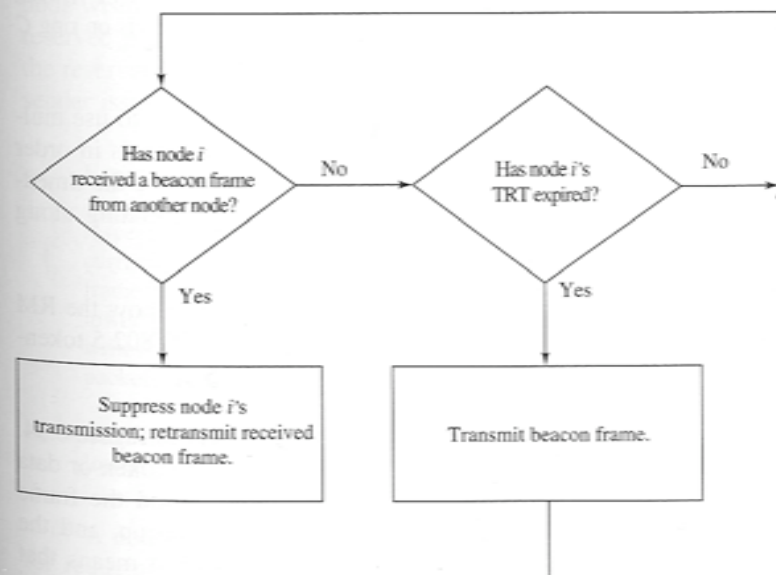 Has node i
received a beacon frame
from another node?
No
Has node i's
TRT expired?
No
Yes
Yes
Suppress node i's
transmission; retransmit received
beacon frame.
Transmit beacon frame.